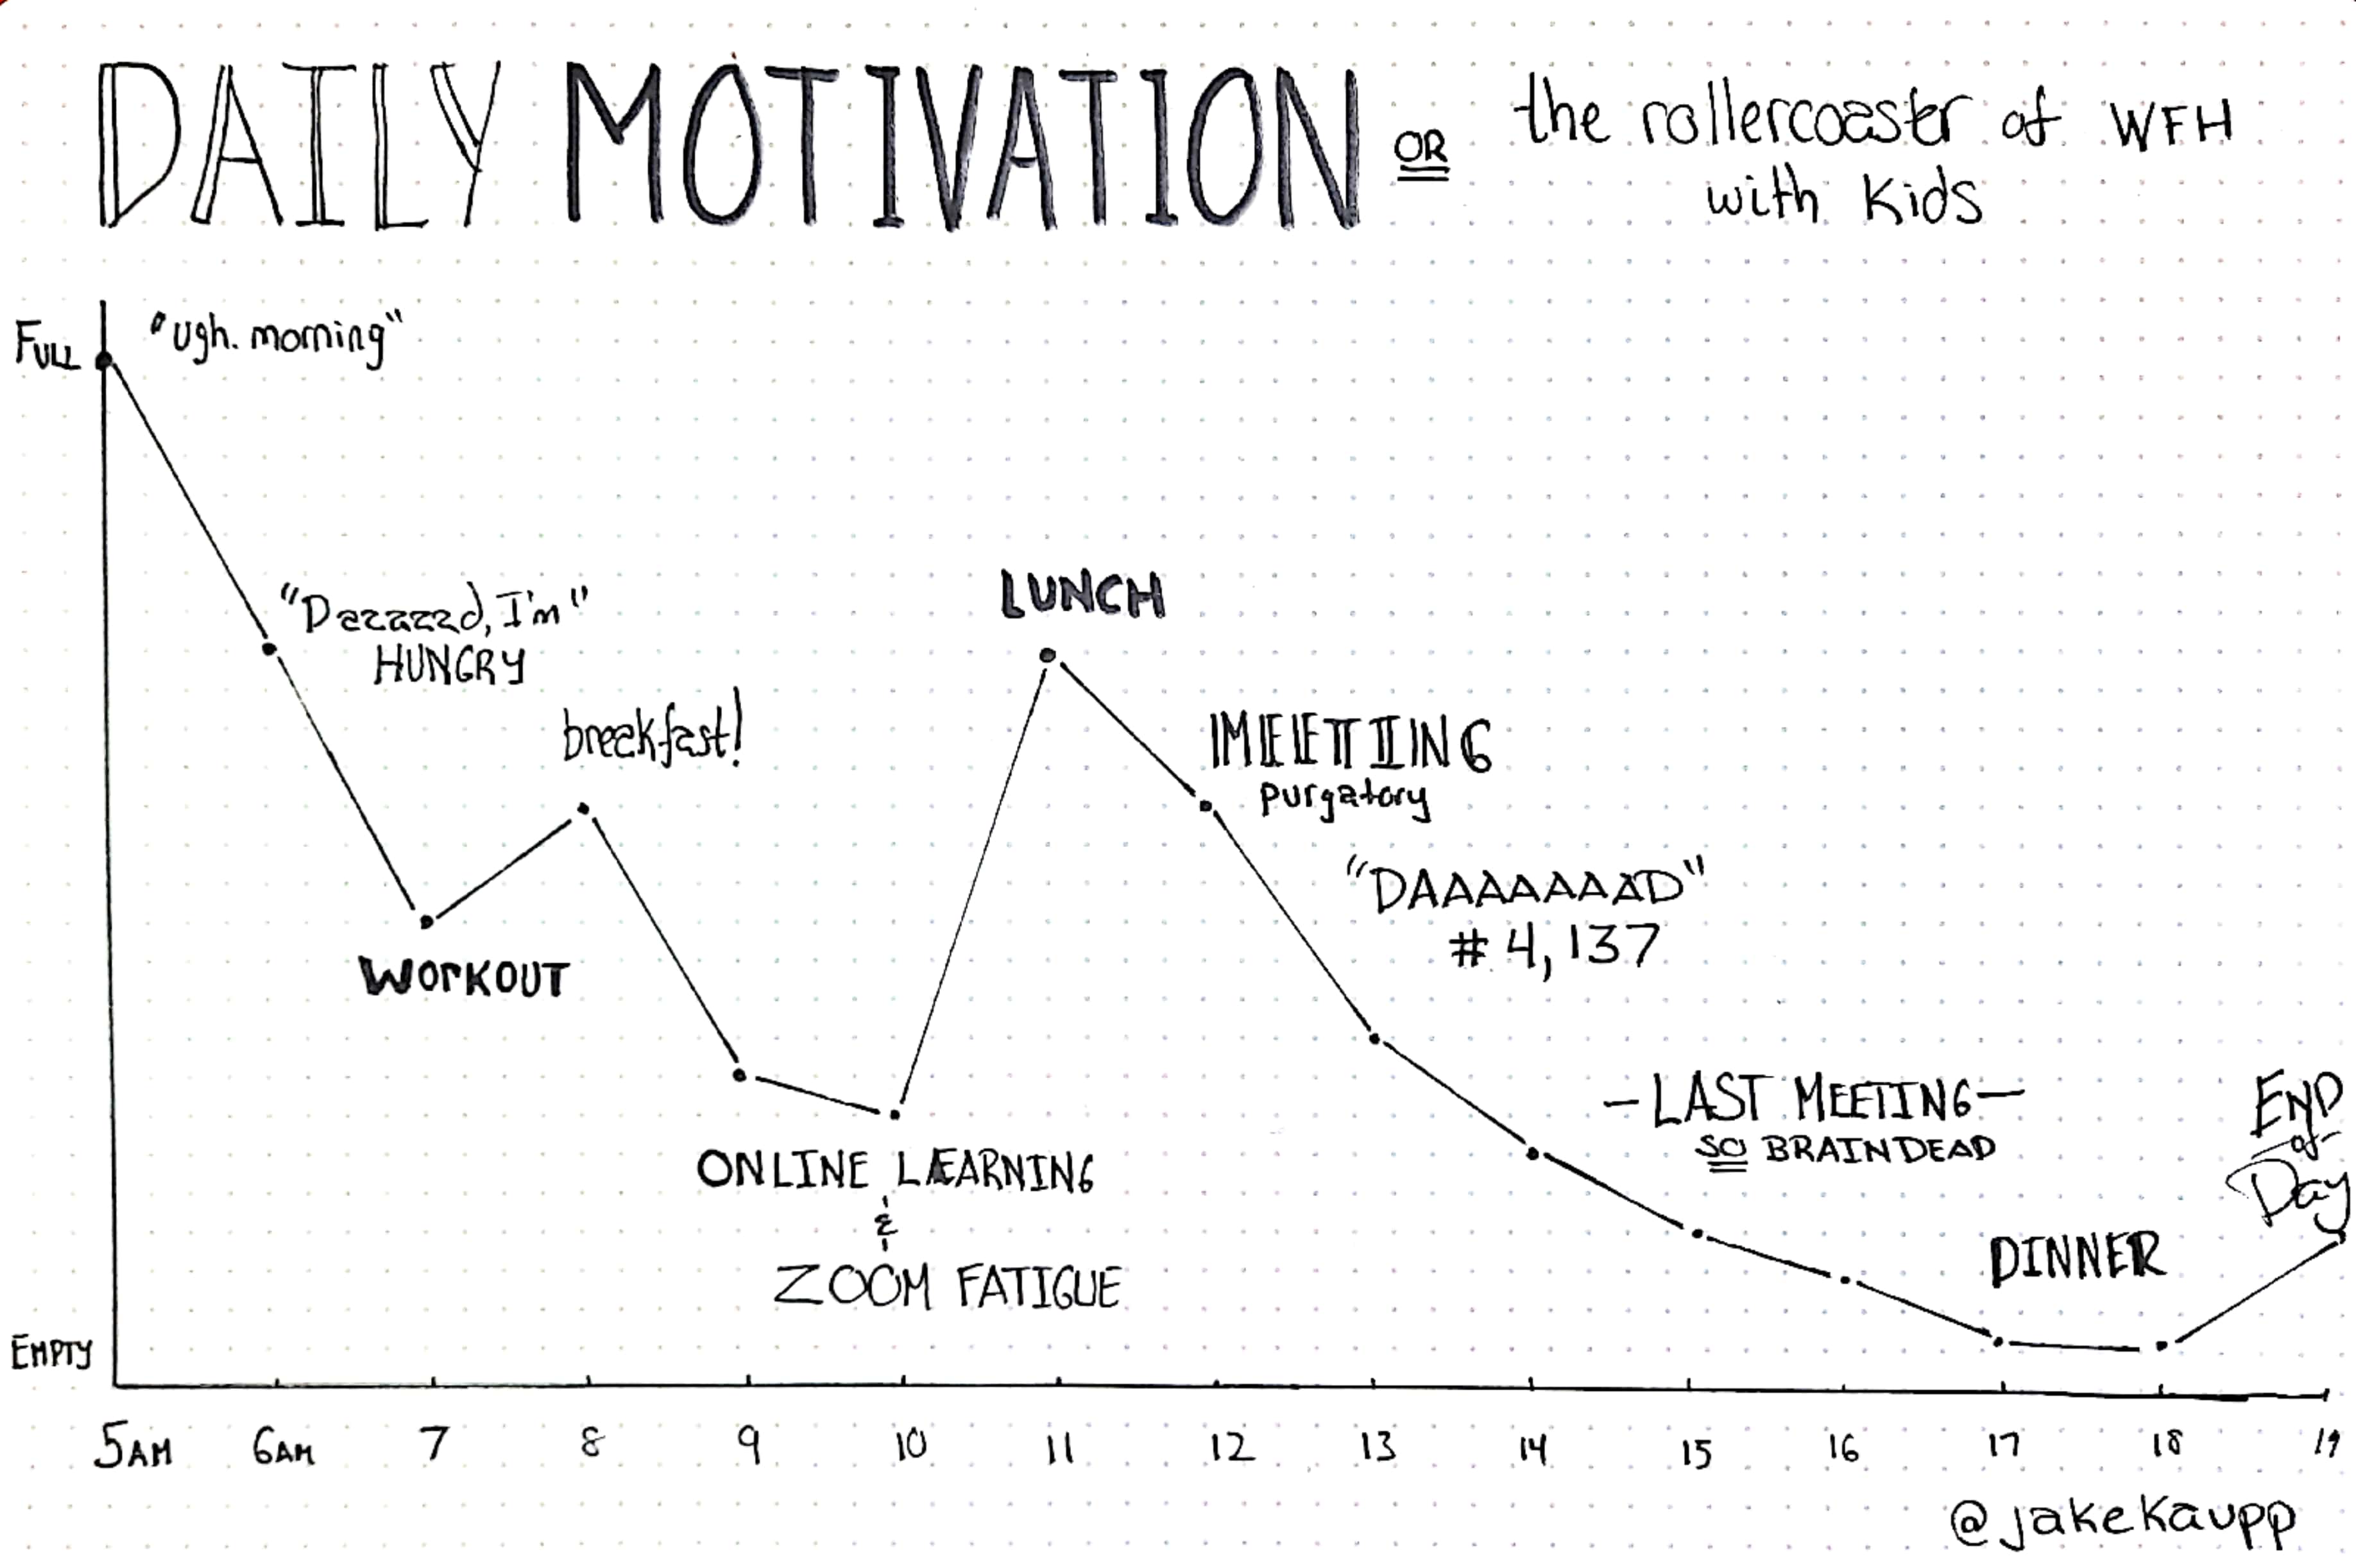 DAILY MOTIVATION OR the rollercoaster of WFH
with Kids
FULL
"ugh. morning"
"Daaaaad, I'm"
HUNGRY
WORKOUT
breakfast!
ONLINE LEARNING
&
ZOOM FATIGUE
LUNCH
MEETING
purgatory
"DAAAAAAAAD"
# 4,137
—LAST MEETING—
SO BRAINDEAD
DINNER
END
of
Day
EMPTY
5AM 6AM 7 8 9 10 11 12 13 14 15 16 17 18 19
@jakekaupp